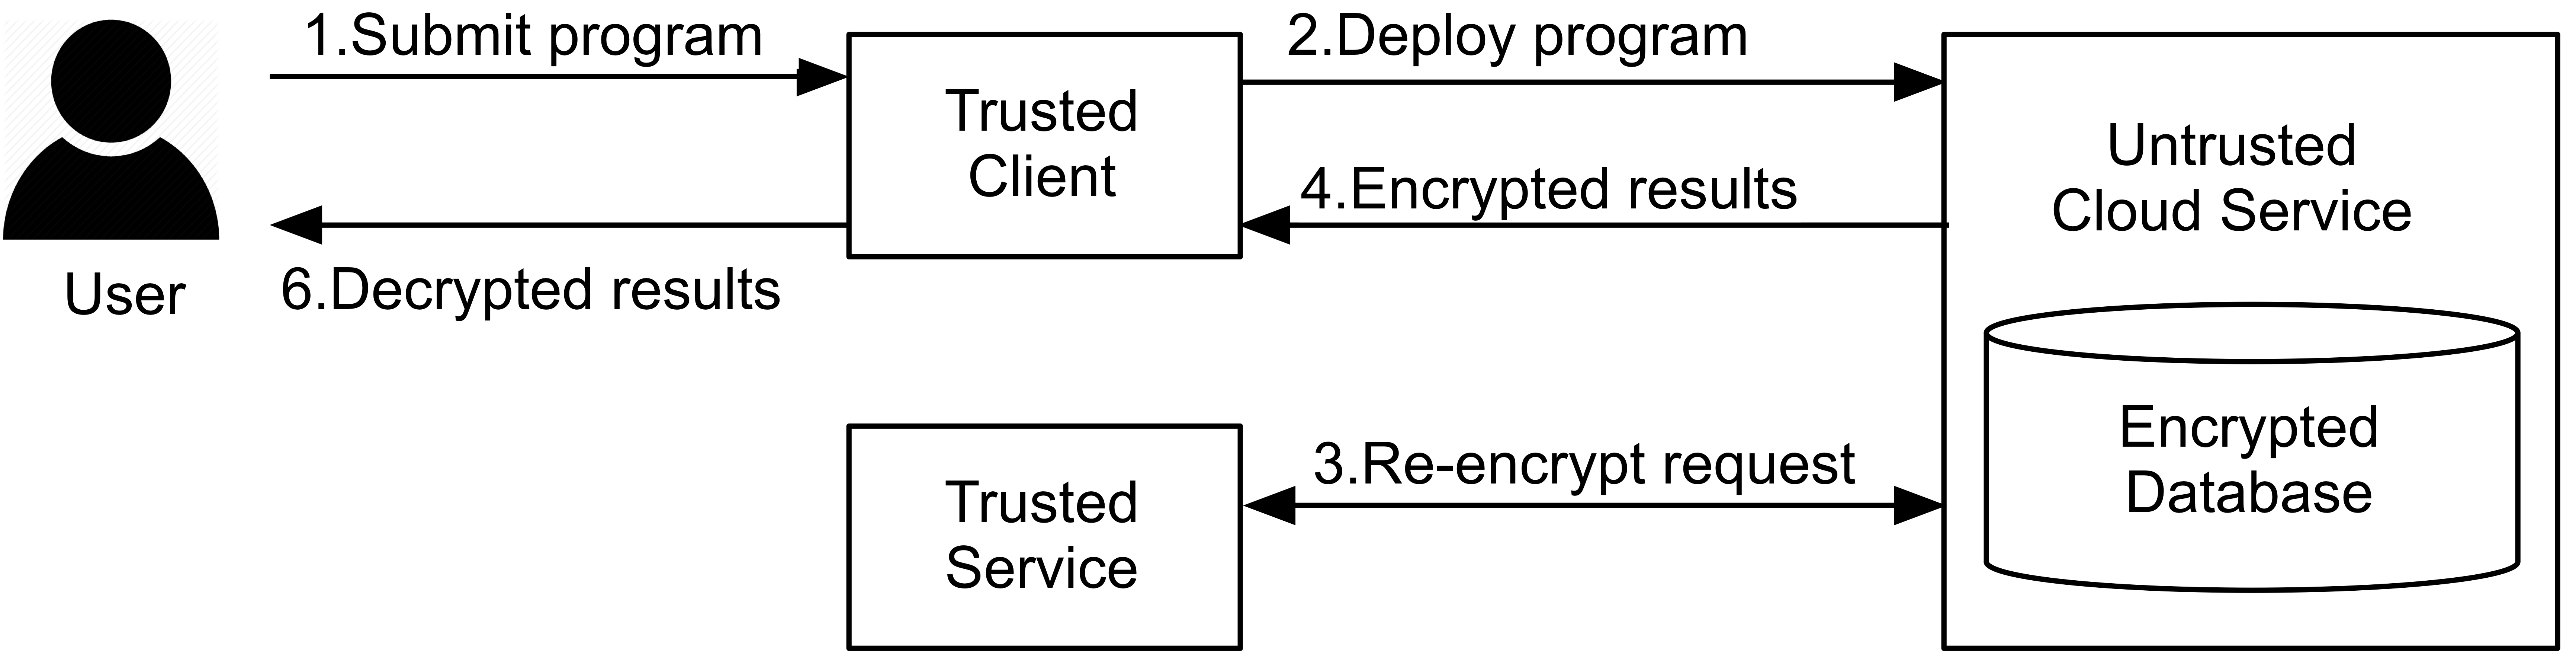 1.Submit program
2.Deploy program
Trusted
Client
Untrusted
Cloud Service
4.Encrypted results
User
6.Decrypted results
Encrypted
Database
3.Re-encrypt request
Trusted
Service